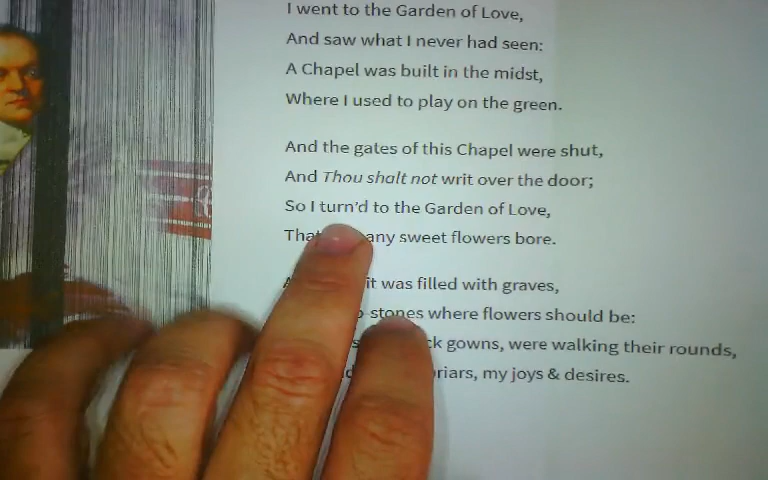 I went to the Garden of Love,
And saw what I never had seen:
A Chapel was built in the midst,
Where I used to play on the green.
And the gates of this Chapel were shut,
And Thou shalt not writ over the door;
So I turn'd to the Garden of Love,
any sweet flowers bore.
it was filled with graves,
stones where flowers should be:
gowns, were walking their rounds,
my joys & desires.